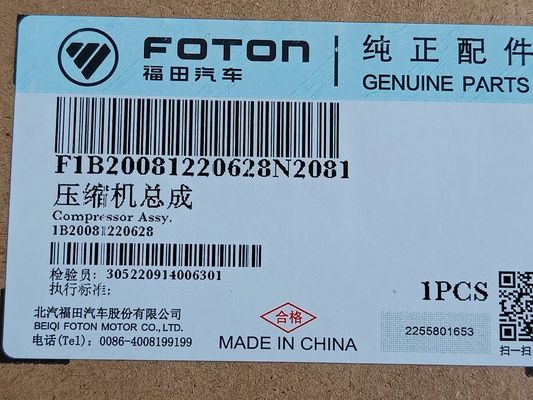 FOTON
福田汽车
纯正配件
GENUINE PARTS
F1B20081220628N2081
压缩机总成
Compressor Assy.
1B20081220628
检验员: 305220914006301
执行标准:
1PCS
北汽福田汽车股份有限公司
BEIQI FOTON MOTOR CO., LTD.
电话(Tel): 0086-4008199199
合格
MADE IN CHINA
2255801653
扫一扫